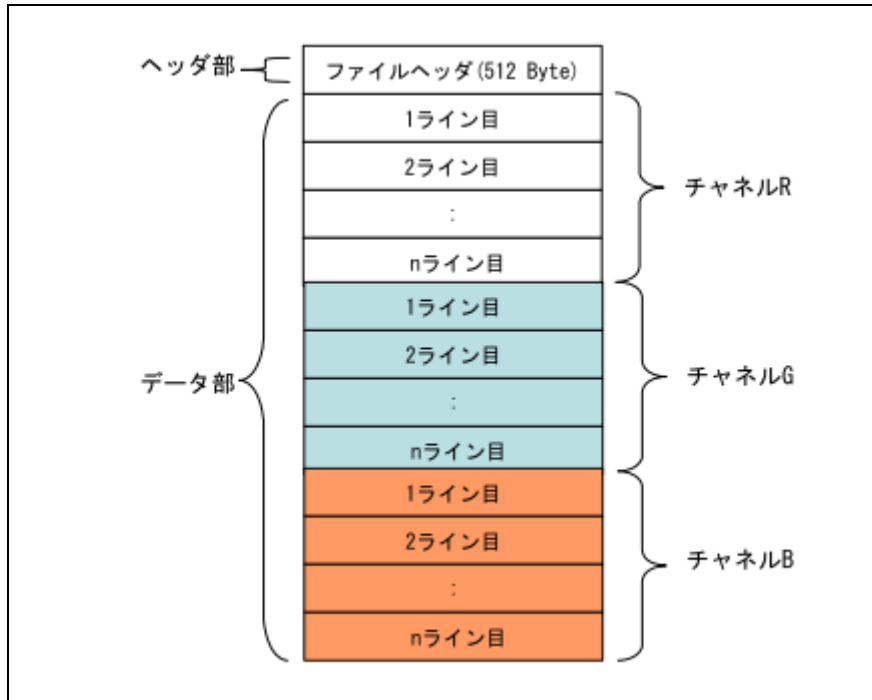 ヘッダ部
ファイルヘッダ(512 Byte)
1ライン目
2ライン目
:
nライン目
チャネルR
データ部
1ライン目
2ライン目
:
nライン目
チャネルG
1ライン目
2ライン目
:
nライン目
チャネルB